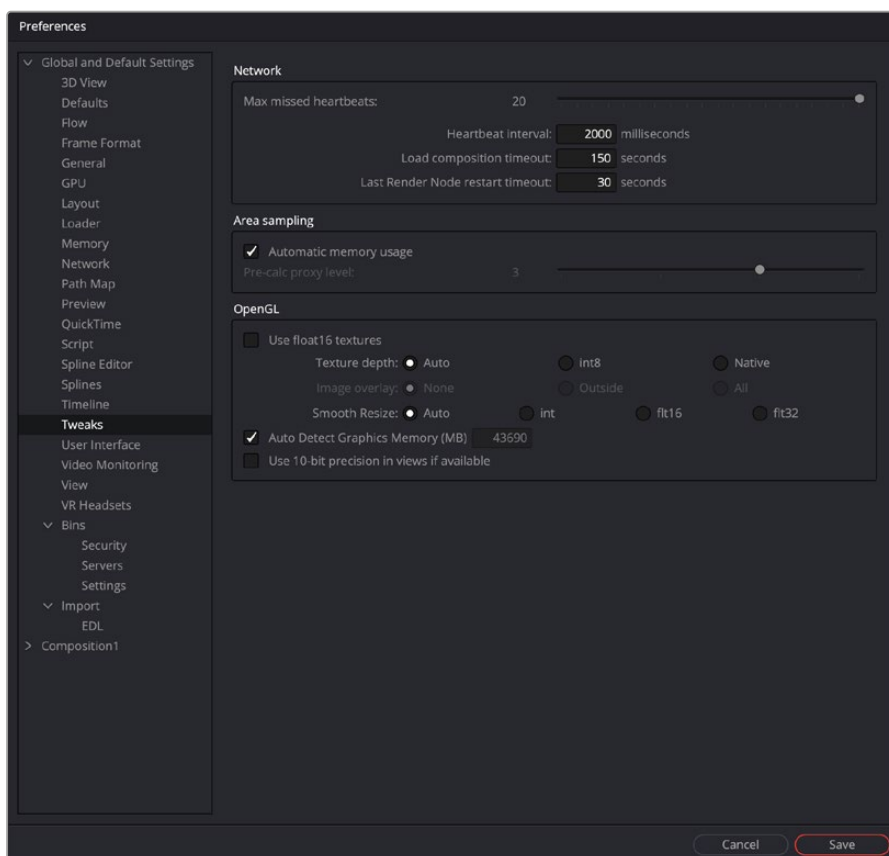 Preferences
Global and Default Settings
3D View
Defaults
Flow
Frame Format
General
GPU
Layout
Loader
Memory
Network
Path Map
Preview
QuickTime
Script
Spline Editor
Splines
Timeline
Tweaks
User Interface
Video Monitoring
View
VR Headsets
Bins
Security
Servers
Settings
Import
EDL
Composition1
Network
Max missed heartbeats: 20
Heartbeat interval: 2000 milliseconds
Load composition timeout: 150 seconds
Last Render Node restart timeout: 30 seconds
Area sampling
Automatic memory usage
Pre-calc proxy level: 3
OpenGL
Use float16 textures
Texture depth: Auto int8 Native
Image overlay: None Outside All
Smooth Resize: Auto int flt16 flt32
Auto Detect Graphics Memory (MB) 43690
Use 10-bit precision in views if available
Cancel Save